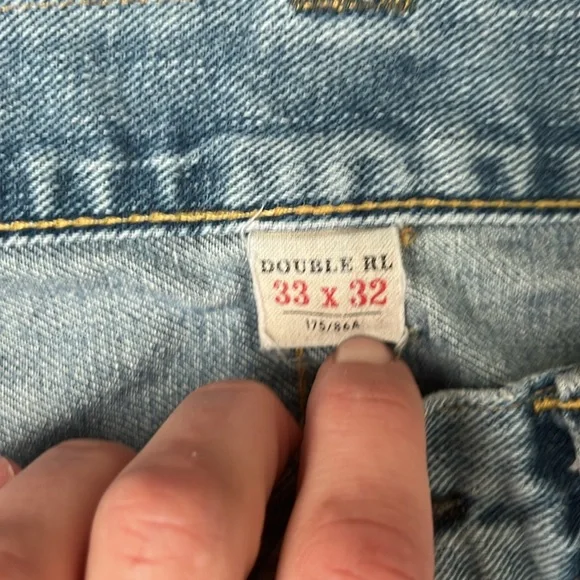 DOUBLE RL
33 x 32
175/86A